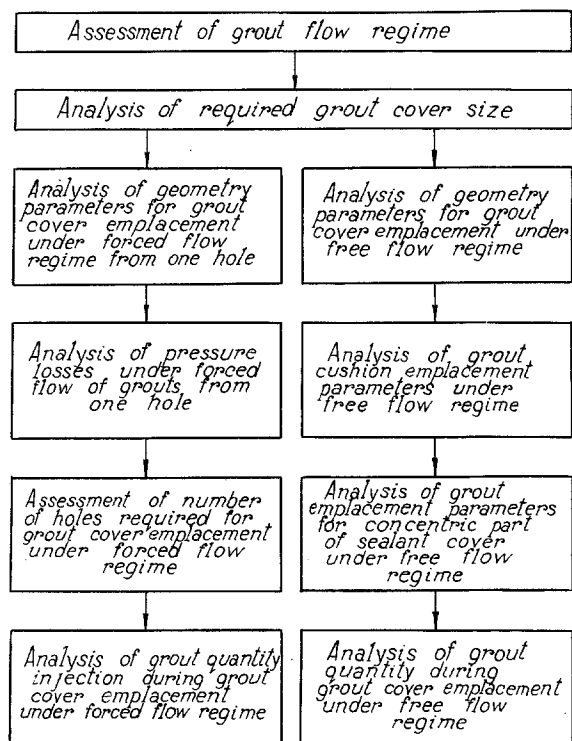 Assessment of grout flow regime
Analysis of required grout cover size
Analysis of geometry
parameters for grout
cover emplacement
under forced flow
regime from one hole
Analysis of pressure
losses under forced
flow of grouts from
one hole
Assessment of number
of holes required for
grout cover emplacement
under forced flow
regime
Analysis of grout quantity
injection during grout
cover emplacement
under forced flow regime
Analysis of geometry
parameters for grout
cover emplacement under
free flow regime
Analysis of grout
cushion emplacement
parameters under
free flow regime
Analysis of grout
emplacement parameters
for concentric part
of sealant cover
under free flow
regime
Analysis of grout
quantity during
grout cover emplacement
under free flow
regime